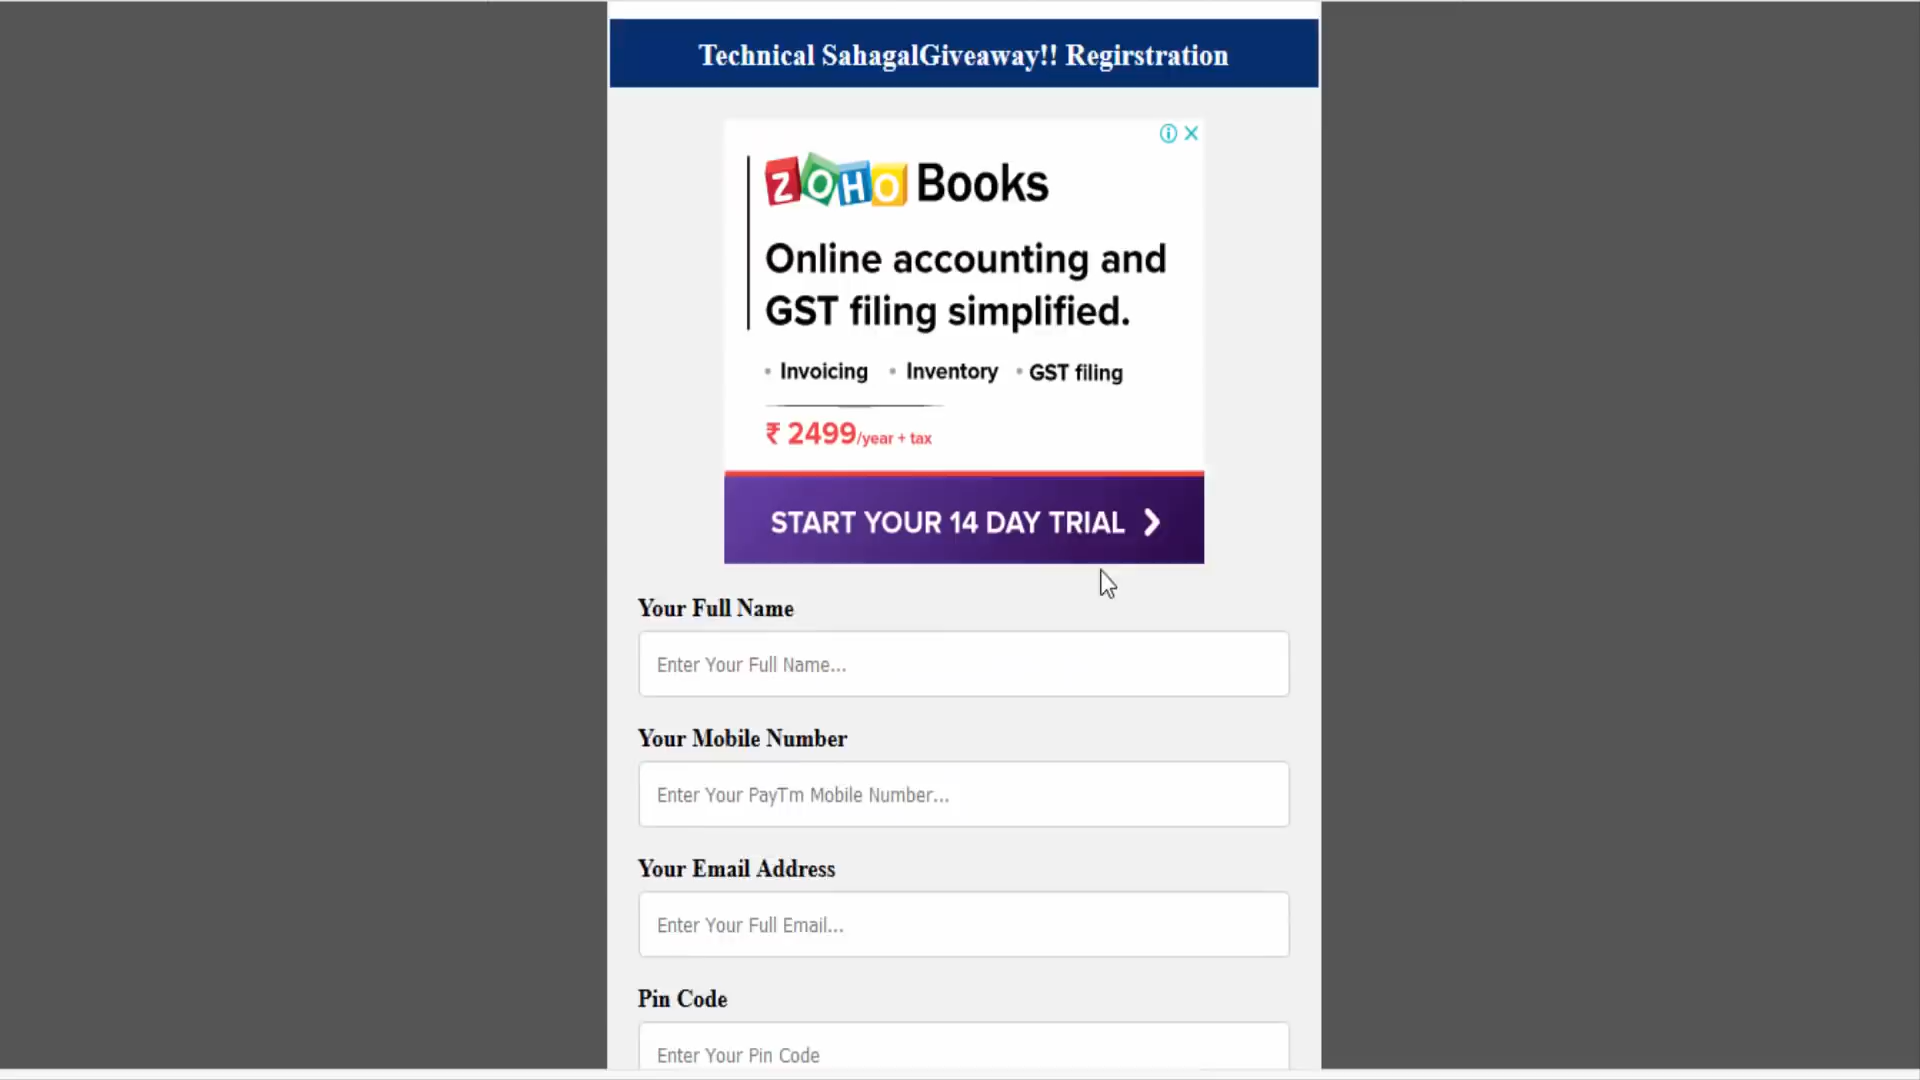 Technical SahagalGiveaway!! Regirstration
ZOHO Books
Online accounting and
GST filing simplified.
• Invoicing • Inventory • GST filing
₹ 2499/year + tax
START YOUR 14 DAY TRIAL
Your Full Name
Enter Your Full Name...
Your Mobile Number
Enter Your PayTm Mobile Number...
Your Email Address
Enter Your Full Email...
Pin Code
Enter Your Pin Code